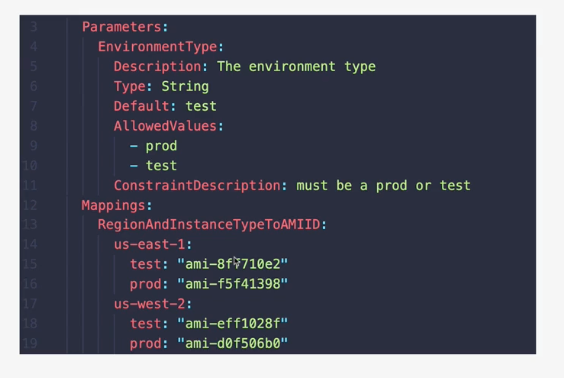 3 Parameters:
4 EnvironmentType:
5 Description: The environment type
6 Type: String
7 Default: test
8 AllowedValues:
9 - prod
10 - test
11 ConstraintDescription: must be a prod or test
12 Mappings:
13 RegionAndInstanceTypeToAMIID:
14 us-east-1:
15 test:
16 prod: "ami-f5f41398"
17 us-west-2:
18 test: "ami-eff1028f"
19 prod: "ami-d0f506b0"